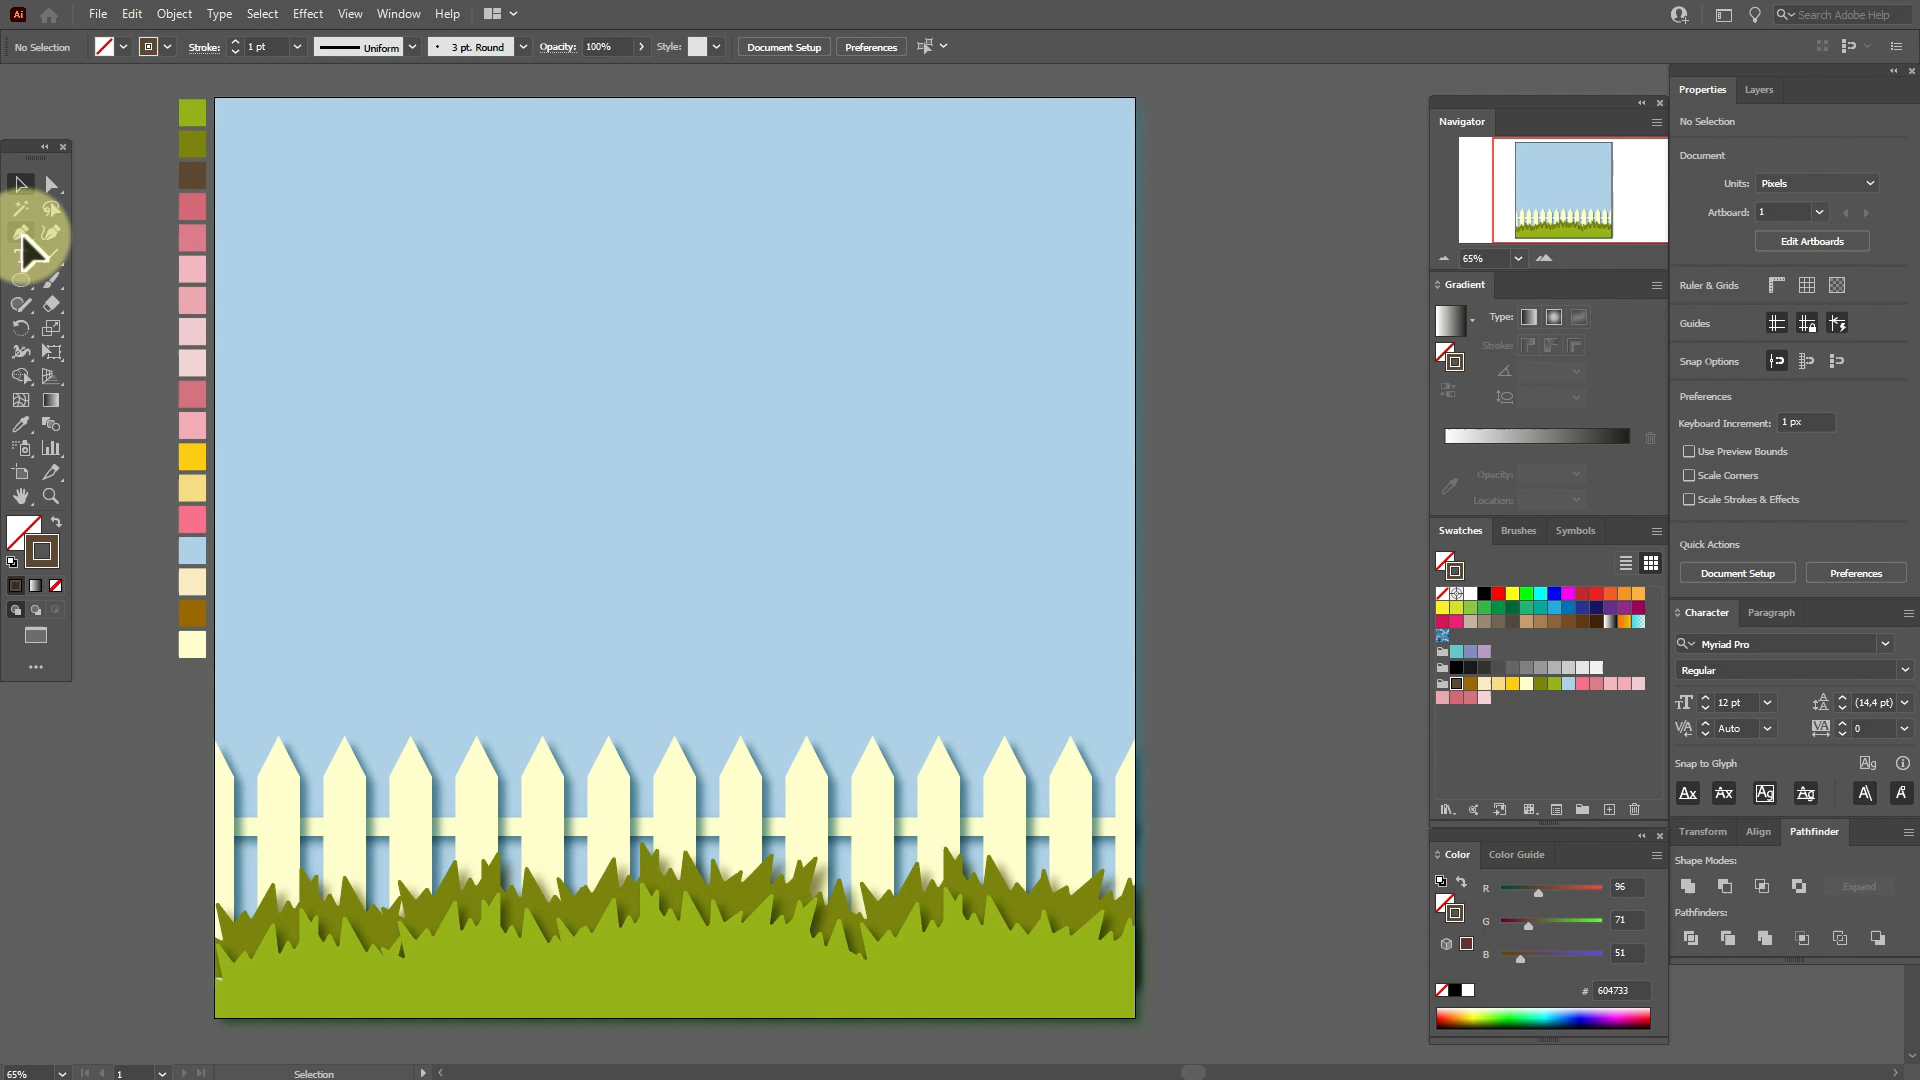 Ai File Edit Object Type Select Effect View Window Help Search Adobe Help
No Selection Stroke: 1 pt Uniform 3 pt. Round Opacity: 100% Style: Document Setup Preferences
Properties Layers
No Selection
Document
Units: Pixels
Artboard: 1
Edit Artboards
Ruler & Grids
Guides
Snap Options
Preferences
Keyboard Increment: 1 px
Use Preview Bounds
Scale Corners
Scale Strokes & Effects
Quick Actions
Document Setup Preferences
Character Paragraph
Myriad Pro
Regular
12 pt (14,4 pt)
Auto 0
Snap to Glyph
Transform Align Pathfinder
Shape Modes:
Expand
Pathfinders:
Navigator
65%
Gradient
Type:
Stroke:
Opacity:
Location:
Swatches Brushes Symbols
Color Color Guide
R 96
G 71
B 51
# 604733
65% 1 Selection